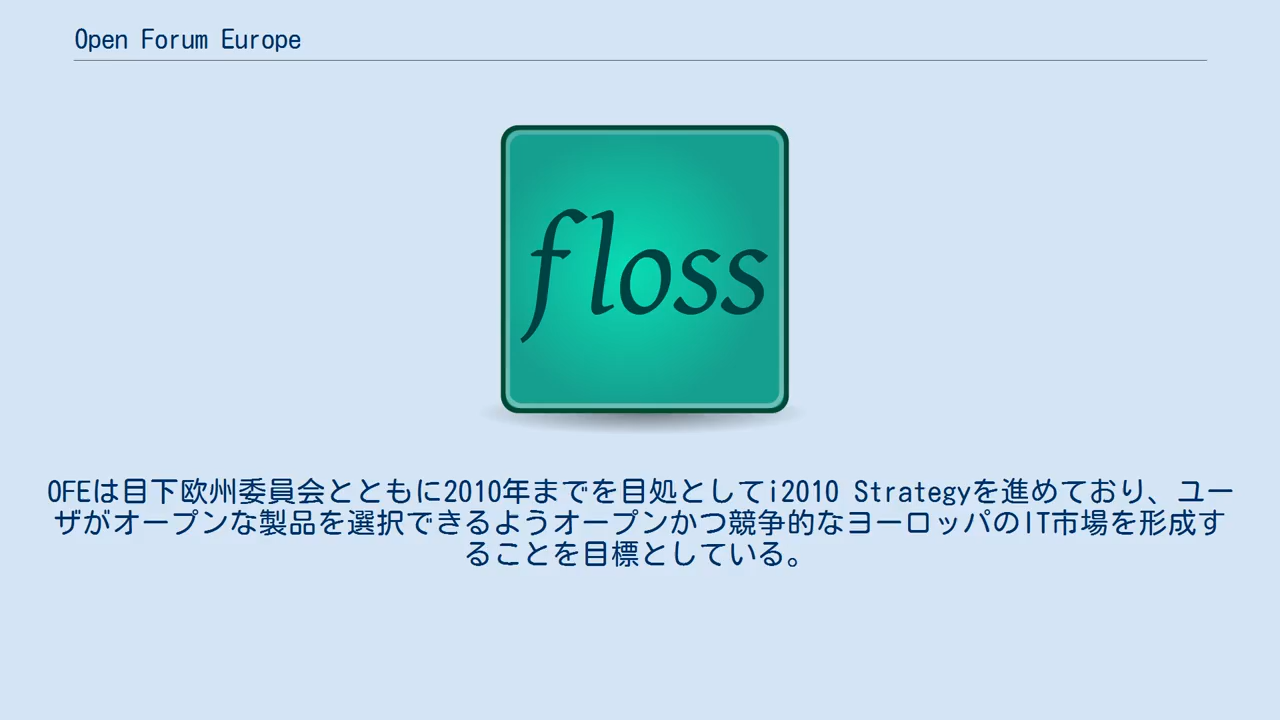 Open Forum Europe
floss
OFEは目下欧州委員会とともに2010年までを目処としてi2010 Strategyを進めており、ユー
ザがオープンな製品を選択できるようオープンかつ競争的なヨーロッパのIT市場を形成す
ることを目標としている。